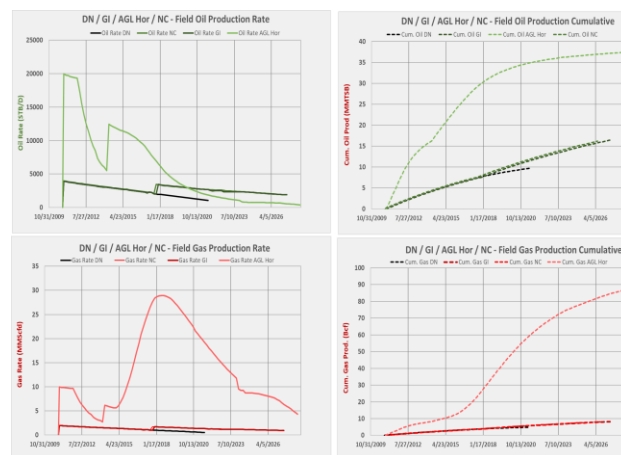 DN / GI / AGL Hor / NC - Field Oil Production Rate
Oil Rate DN Oil Rate NC Oil Rate GI Oil Rate AGL Hor
Oil Rate (STB/D)
25000
20000
15000
10000
5000
0
10/31/2009 7/27/2012 4/23/2015 1/17/2018 10/13/2020 7/10/2023 4/5/2026
DN / GI / AGL Hor / NC - Field Oil Production Cumulative
Cum. Oil DN Cum. Oil GI Cum. Oil AGL Hor Cum. Oil NC
Cum. Oil Prod (MMTSB)
40
35
30
25
20
15
10
5
0
10/31/2009 7/27/2012 4/23/2015 1/17/2018 10/13/2020 7/10/2023 4/5/2026
DN / GI / AGL Hor / NC - Field Gas Production Rate
Gas Rate DN Gas Rate NC Gas Rate GI Gas Rate AGL Hor
Gas Rate (MMScfd)
35
30
25
20
15
10
5
0
10/31/2009 7/27/2012 4/23/2015 1/17/2018 10/13/2020 7/10/2023 4/5/2026
DN / GI / AGL Hor / NC - Field Gas Production Cumulative
Cum. Gas DN Cum. Gas GI Cum. Gas NC Cum. Gas AGL Hor
Cum. Gas Prod. (Bcf)
100
90
80
70
60
50
40
30
20
10
0
10/31/2009 7/27/2012 4/23/2015 1/17/2018 10/13/2020 7/10/2023 4/5/2026